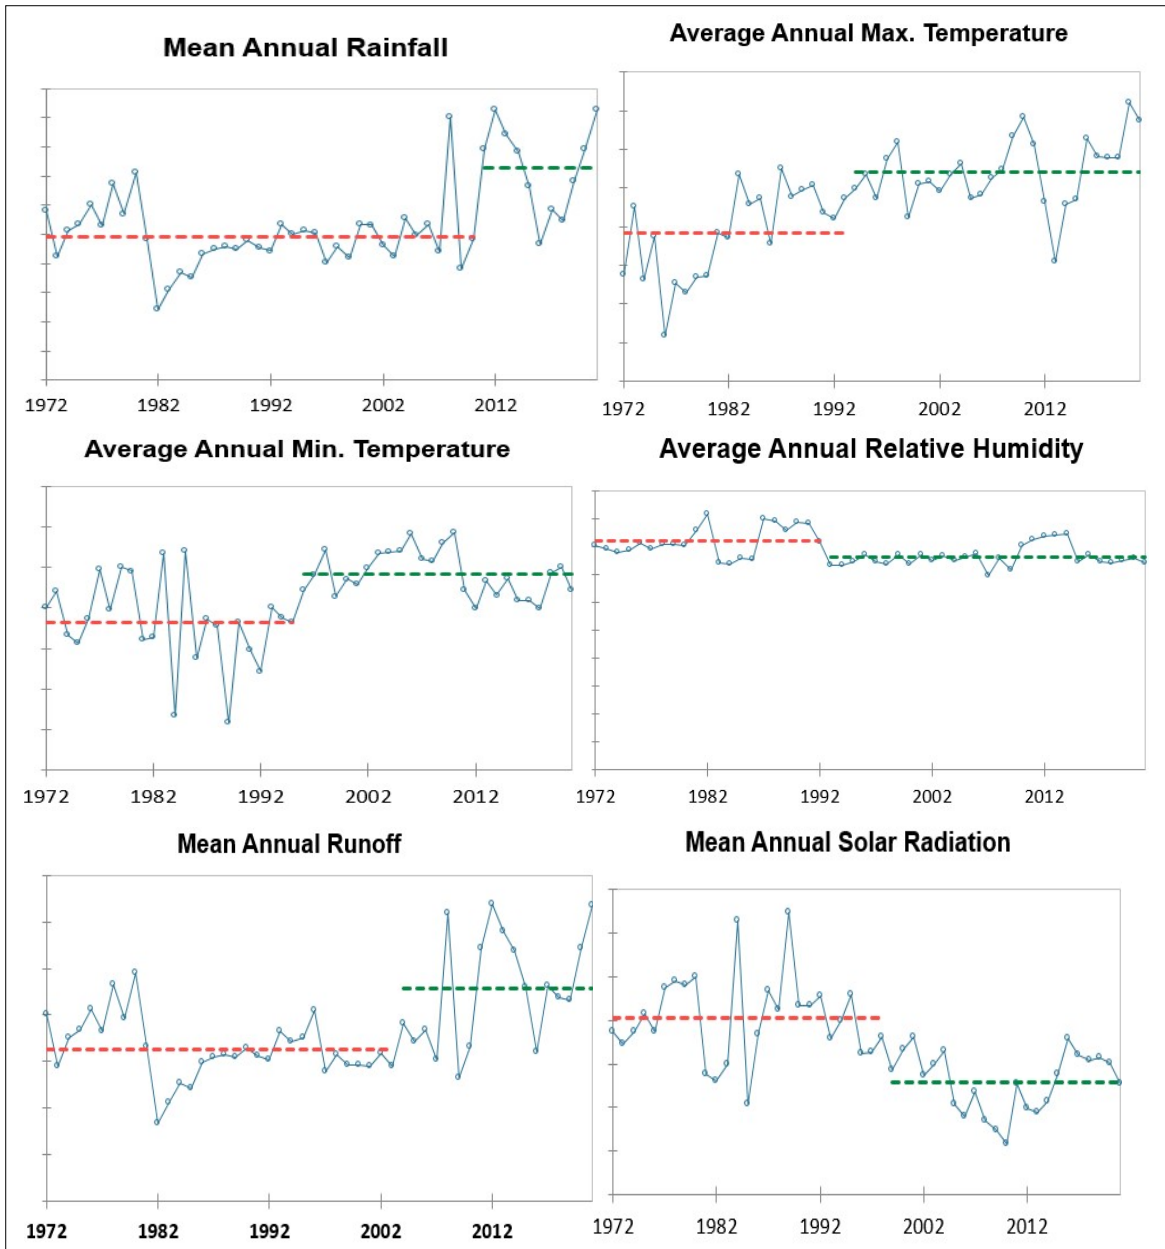 Mean Annual Rainfall
Average Annual Max. Temperature
1972 1982 1992 2002 2012
1972 1982 1992 2002 2012
Average Annual Min. Temperature
Average Annual Relative Humidity
1972 1982 1992 2002 2012
1972 1982 1992 2002 2012
Mean Annual Runoff
Mean Annual Solar Radiation
1972 1982 1992 2002 2012
1972 1982 1992 2002 2012